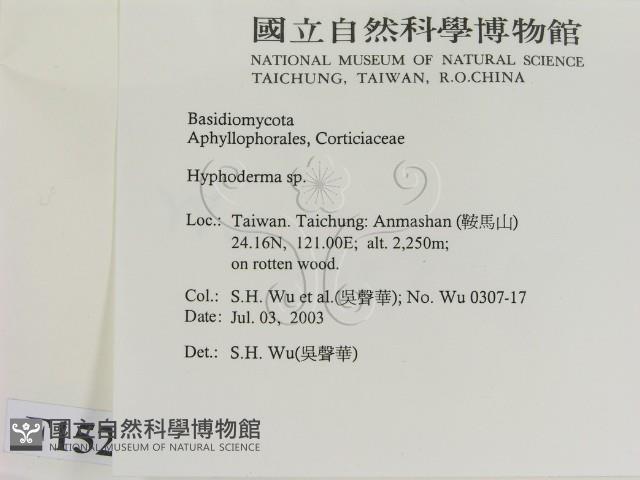 國立自然科學博物館
NATIONAL MUSEUM OF NATURAL SCIENCE
TAICHUNG, TAIWAN, R.O.CHINA
Basidiomycota
Aphyllophorales, Corticiaceae
Hyphoderma sp.
Loc.: Taiwan. Taichung: Anmashan (鞍馬山)
24.16N, 121.00E; alt. 2,250m;
on rotten wood.
Col.: S.H. Wu et al.(吳聲華); No. Wu 0307-17
Date: Jul. 03, 2003
Det.: S.H. Wu(吳聲華)
國立自然科學博物館
NATIONAL MUSEUM OF NATURAL SCIENCE